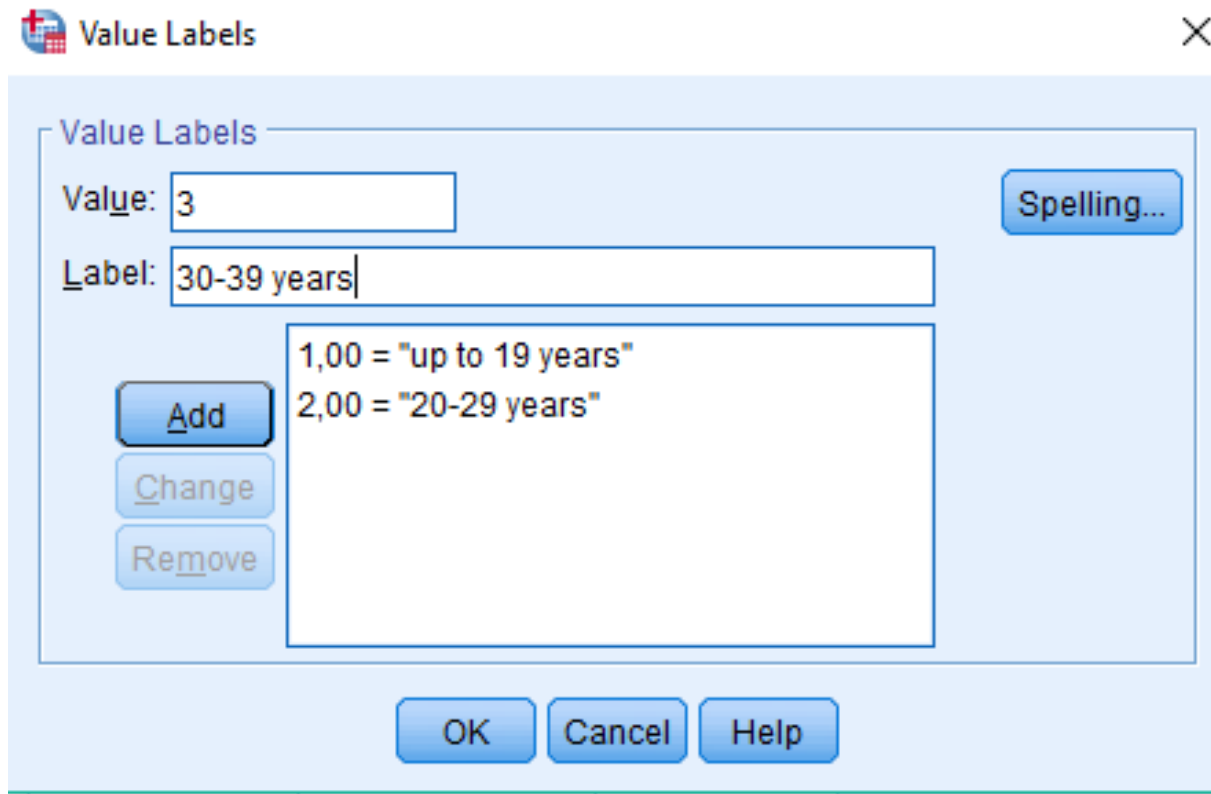 Value Labels
Value Labels
Value: 3
Spelling...
Label: 30-39 years
1,00 = "up to 19 years"
2,00 = "20-29 years"
Add
Change
Remove
OK Cancel Help